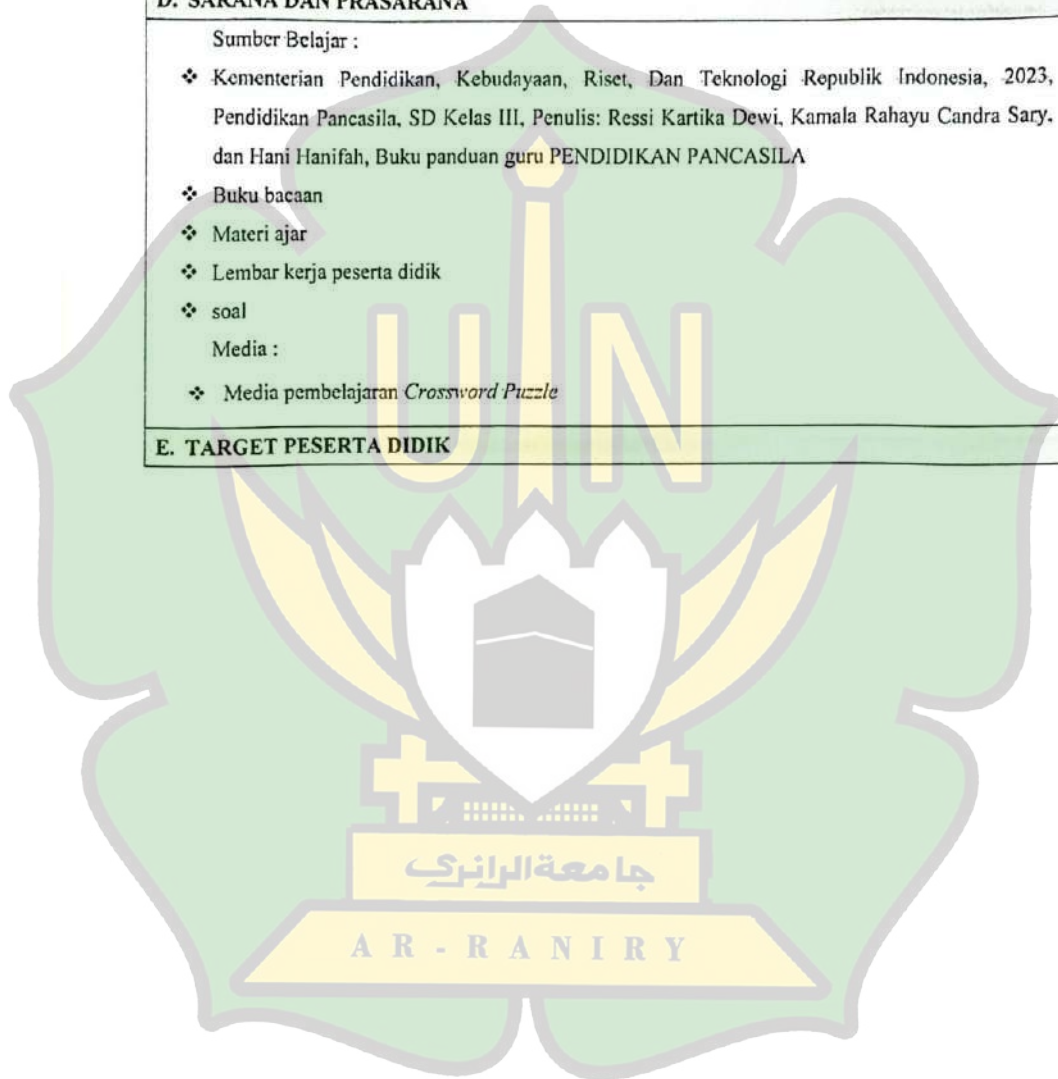 D. SARANA DAN PRASARANA
Sumber Belajar :
❖ Kementerian Pendidikan, Kebudayaan, Riset, Dan Teknologi Republik Indonesia, 2023,
Pendidikan Pancasila, SD Kelas III, Penulis: Ressi Kartika Dewi, Kamala Rahayu Candra Sary.
dan Hani Hanifah, Buku panduan guru PENDIDIKAN PANCASILA
❖ Buku bacaan
❖ Materi ajar
❖ Lembar kerja peserta didik
❖ soal
Media :
❖ Media pembelajaran Crossword Puzzle
E. TARGET PESERTA DIDIK
UIN
جامعة الرانري
AR-RANIRY